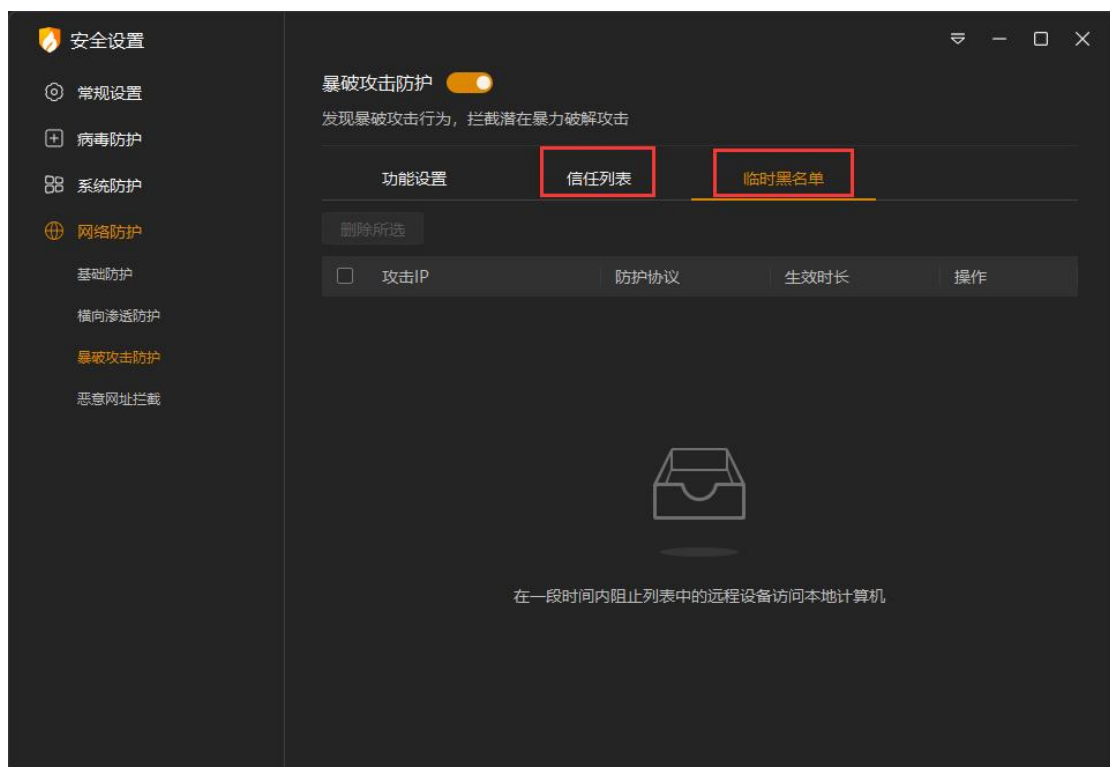 安全设置
常规设置
病毒防护
系统防护
网络防护
基础防护
横向渗透防护
暴破攻击防护
恶意网址拦截
暴破攻击防护
发现暴破攻击行为，拦截潜在暴力破解攻击
功能设置 信任列表 临时黑名单
删除所选
攻击IP 防护协议 生效时长 操作
在一段时间内阻止列表中的远程设备访问本地计算机